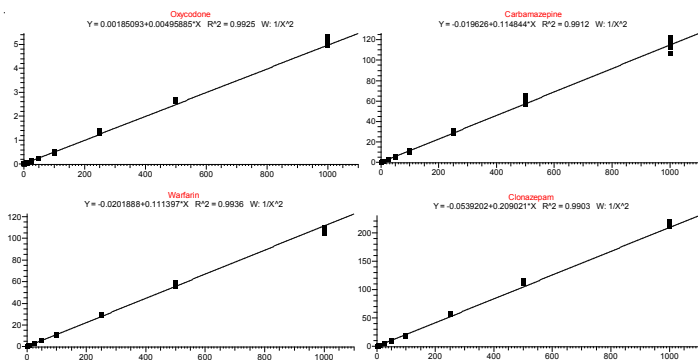 Oxycodone
Y = 0.00185093+0.00495885*X R^2 = 0.9925 W: 1/X^2
5
4
3
2
1
0
0 200 400 600 800 1000
Carbamazepine
Y = -0.019626+0.114844*X R^2 = 0.9912 W: 1/X^2
120
100
80
60
40
20
0
0 200 400 600 800 1000
Warfarin
Y = -0.0201888+0.111397*X R^2 = 0.9936 W: 1/X^2
120
100
80
60
40
20
0
0 200 400 600 800 1000
Clonazepam
Y = -0.0539202+0.209021*X R^2 = 0.9903 W: 1/X^2
200
150
100
50
0
0 200 400 600 800 1000